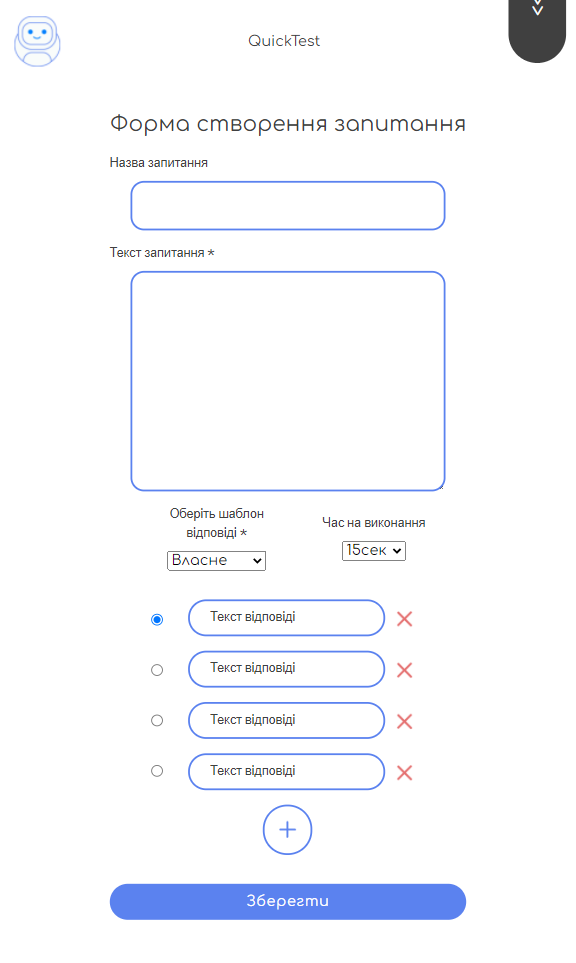 QuickTest
Форма створення запитання
Назва запитання
Текст запитання *
Оберіть шаблон
відповіді *
Час на виконання
Власне
15сек
Текст відповіді
Текст відповіді
Текст відповіді
Текст відповіді
Зберегти